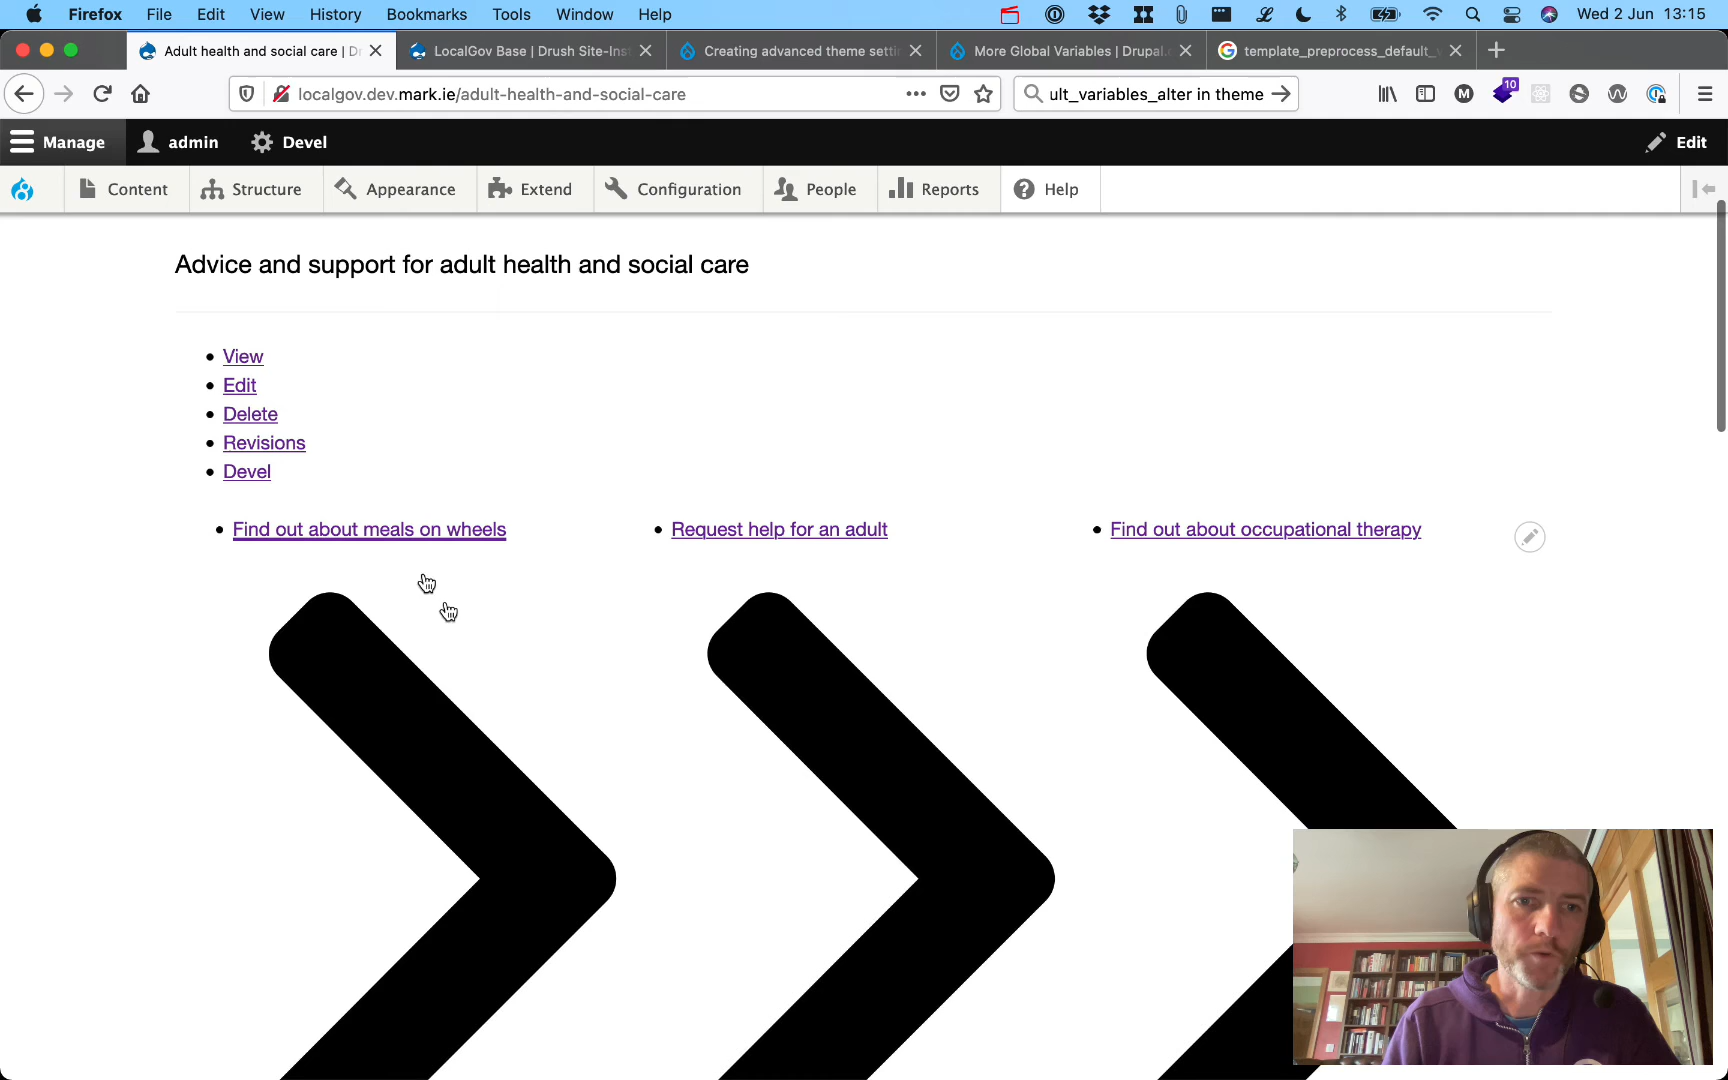 Firefox File Edit View History Bookmarks Tools Window Help Wed 2 Jun 13:15
Adult health and social care | Dr LocalGov Base | Drush Site-Inst Creating advanced theme setti More Global Variables | Drupal. template_preprocess_default_v
localgov.dev.mark.ie/adult-health-and-social-care ult_variables_alter in theme 10
Manage admin Devel Edit
Content Structure Appearance Extend Configuration People Reports Help
Advice and support for adult health and social care
View
Edit
Delete
Revisions
Devel
Find out about meals on wheels Request help for an adult Find out about occupational therapy